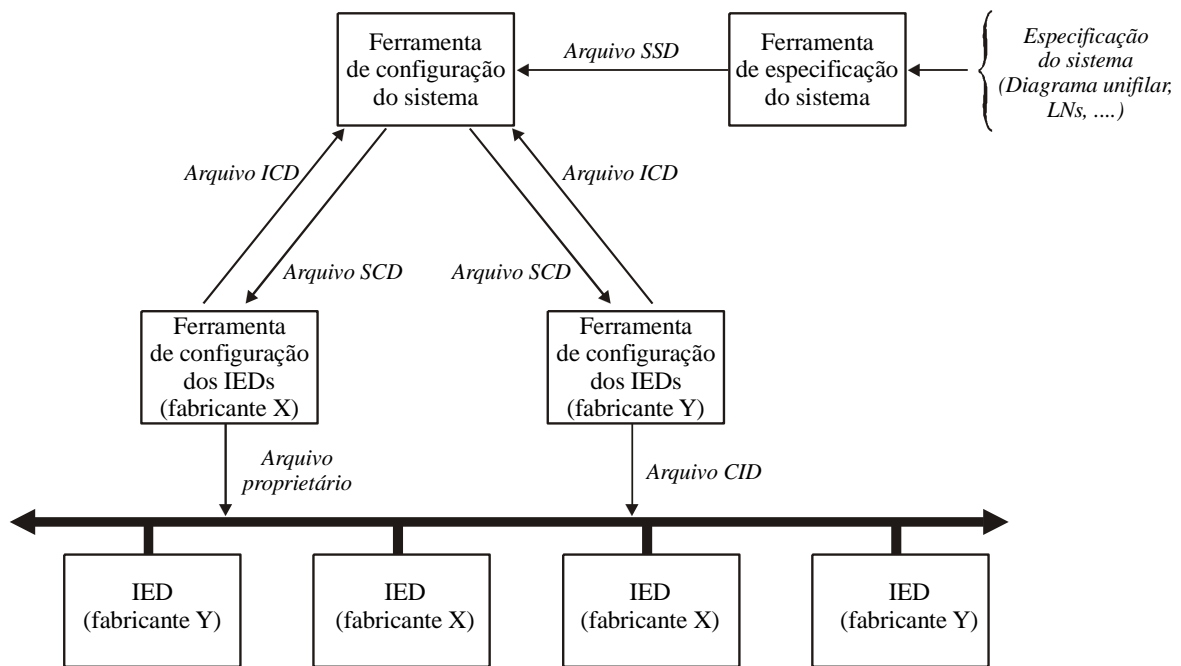 Ferramenta
de configuração
do sistema
Arquivo SSD
Ferramenta
de especificação
do sistema
Especificação
do sistema
(Diagrama unifilar,
LNs, ....)
Arquivo ICD
Arquivo ICD
Arquivo SCD
Arquivo SCD
Ferramenta
de configuração
dos IEDs
(fabricante X)
Ferramenta
de configuração
dos IEDs
(fabricante Y)
Arquivo
proprietário
Arquivo CID
IED
(fabricante Y)
IED
(fabricante X)
IED
(fabricante X)
IED
(fabricante Y)